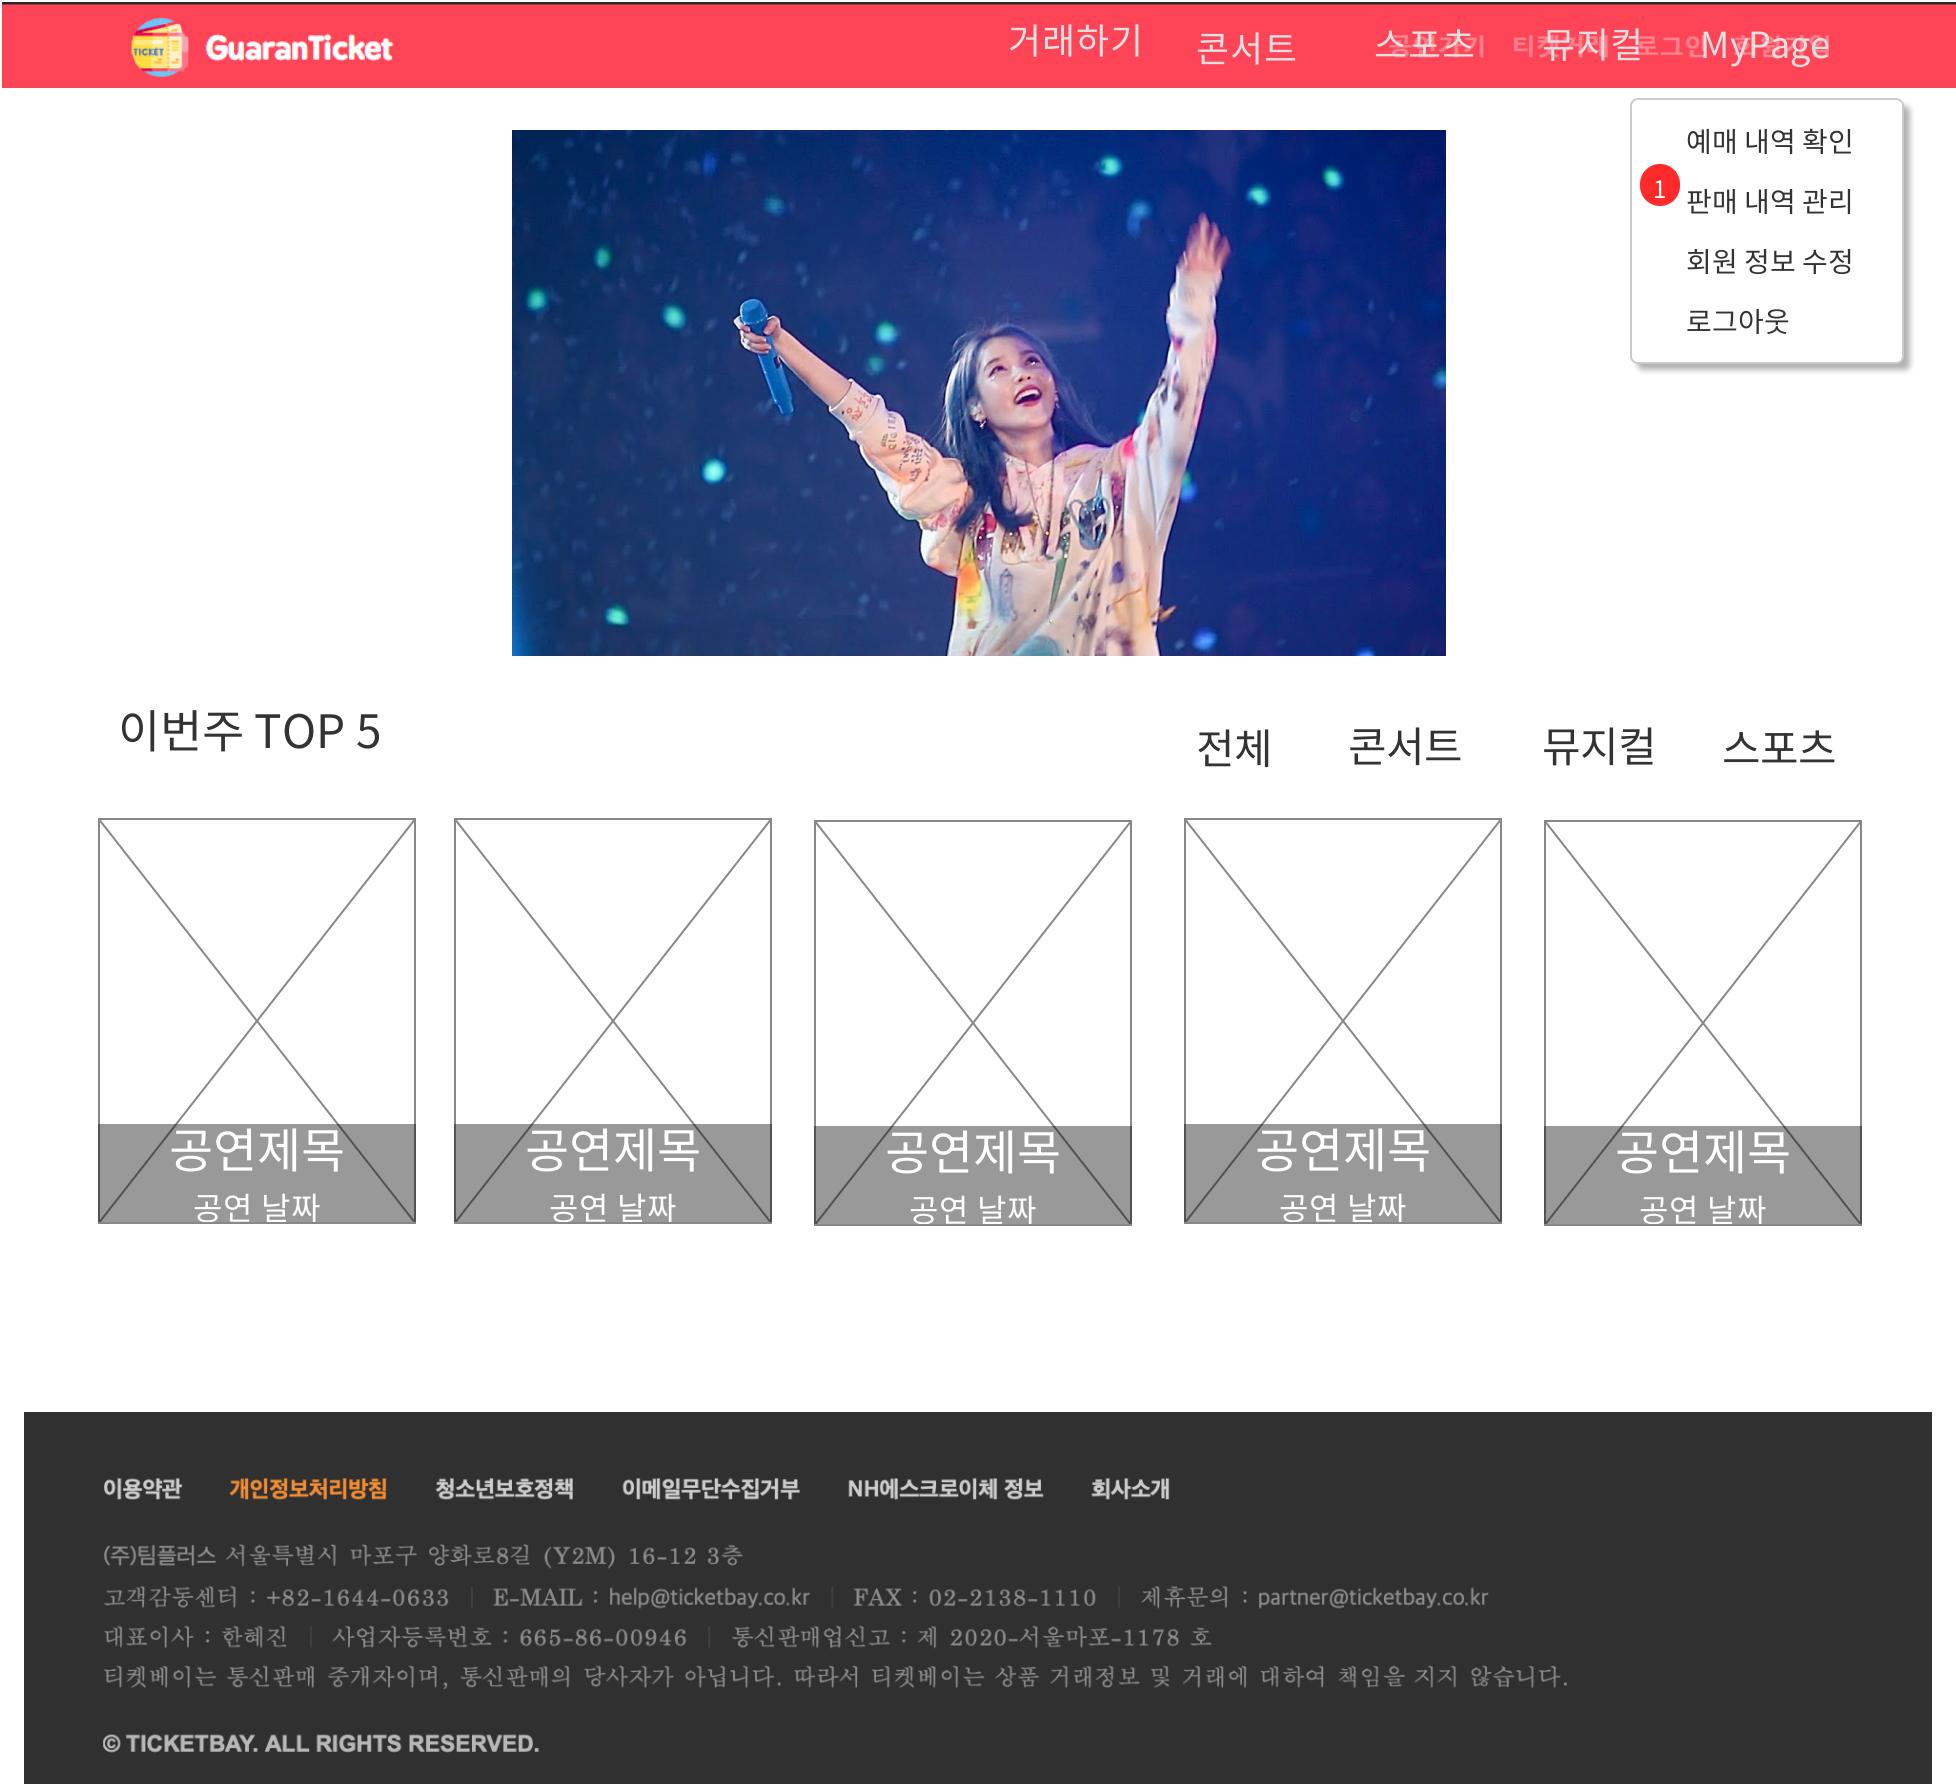 TICKET
GuaranTicket
거래하기 콘서트 스포츠 뮤지컬 MyPage
예매 내역 확인
1
판매 내역 관리
회원 정보 수정
로그아웃
이번주 TOP 5
전체 콘서트 뮤지컬 스포츠
공연제목 공연제목 공연제목 공연제목 공연제목
공연 날짜 공연 날짜 공연 날짜 공연 날짜 공연 날짜
이용약관 개인정보처리방침 청소년보호정책 이메일무단수집거부 NH에스크로이체 정보 회사소개
(주)팀플러스 서울특별시 마포구 양화로8길 (Y2M) 16-12 3층
고객감동센터 : +82-1644-0633 | E-MAIL : help@ticketbay.co.kr | FAX : 02-2138-1110 | 제휴문의 : partner@ticketbay.co.kr
대표이사 : 한혜진 | 사업자등록번호 : 665-86-00946 | 통신판매업신고 : 제 2020-서울마포-1178 호
티켓베이는 통신판매 중개자이며, 통신판매의 당사자가 아닙니다. 따라서 티켓베이는 상품 거래정보 및 거래에 대하여 책임을 지지 않습니다.
© TICKETBAY. ALL RIGHTS RESERVED.